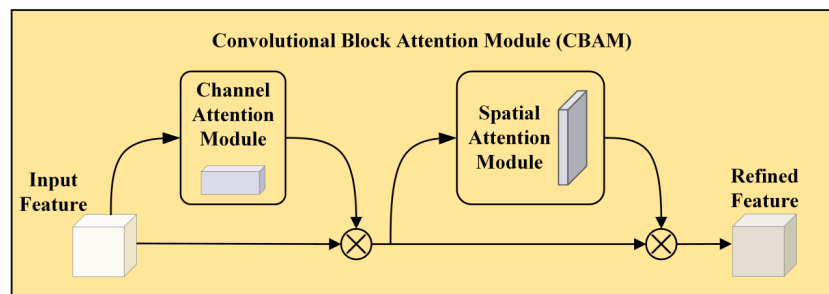 Convolutional Block Attention Module (CBAM)
Channel
Attention
Module
Spatial
Attention
Module
Input
Feature
Refined
Feature